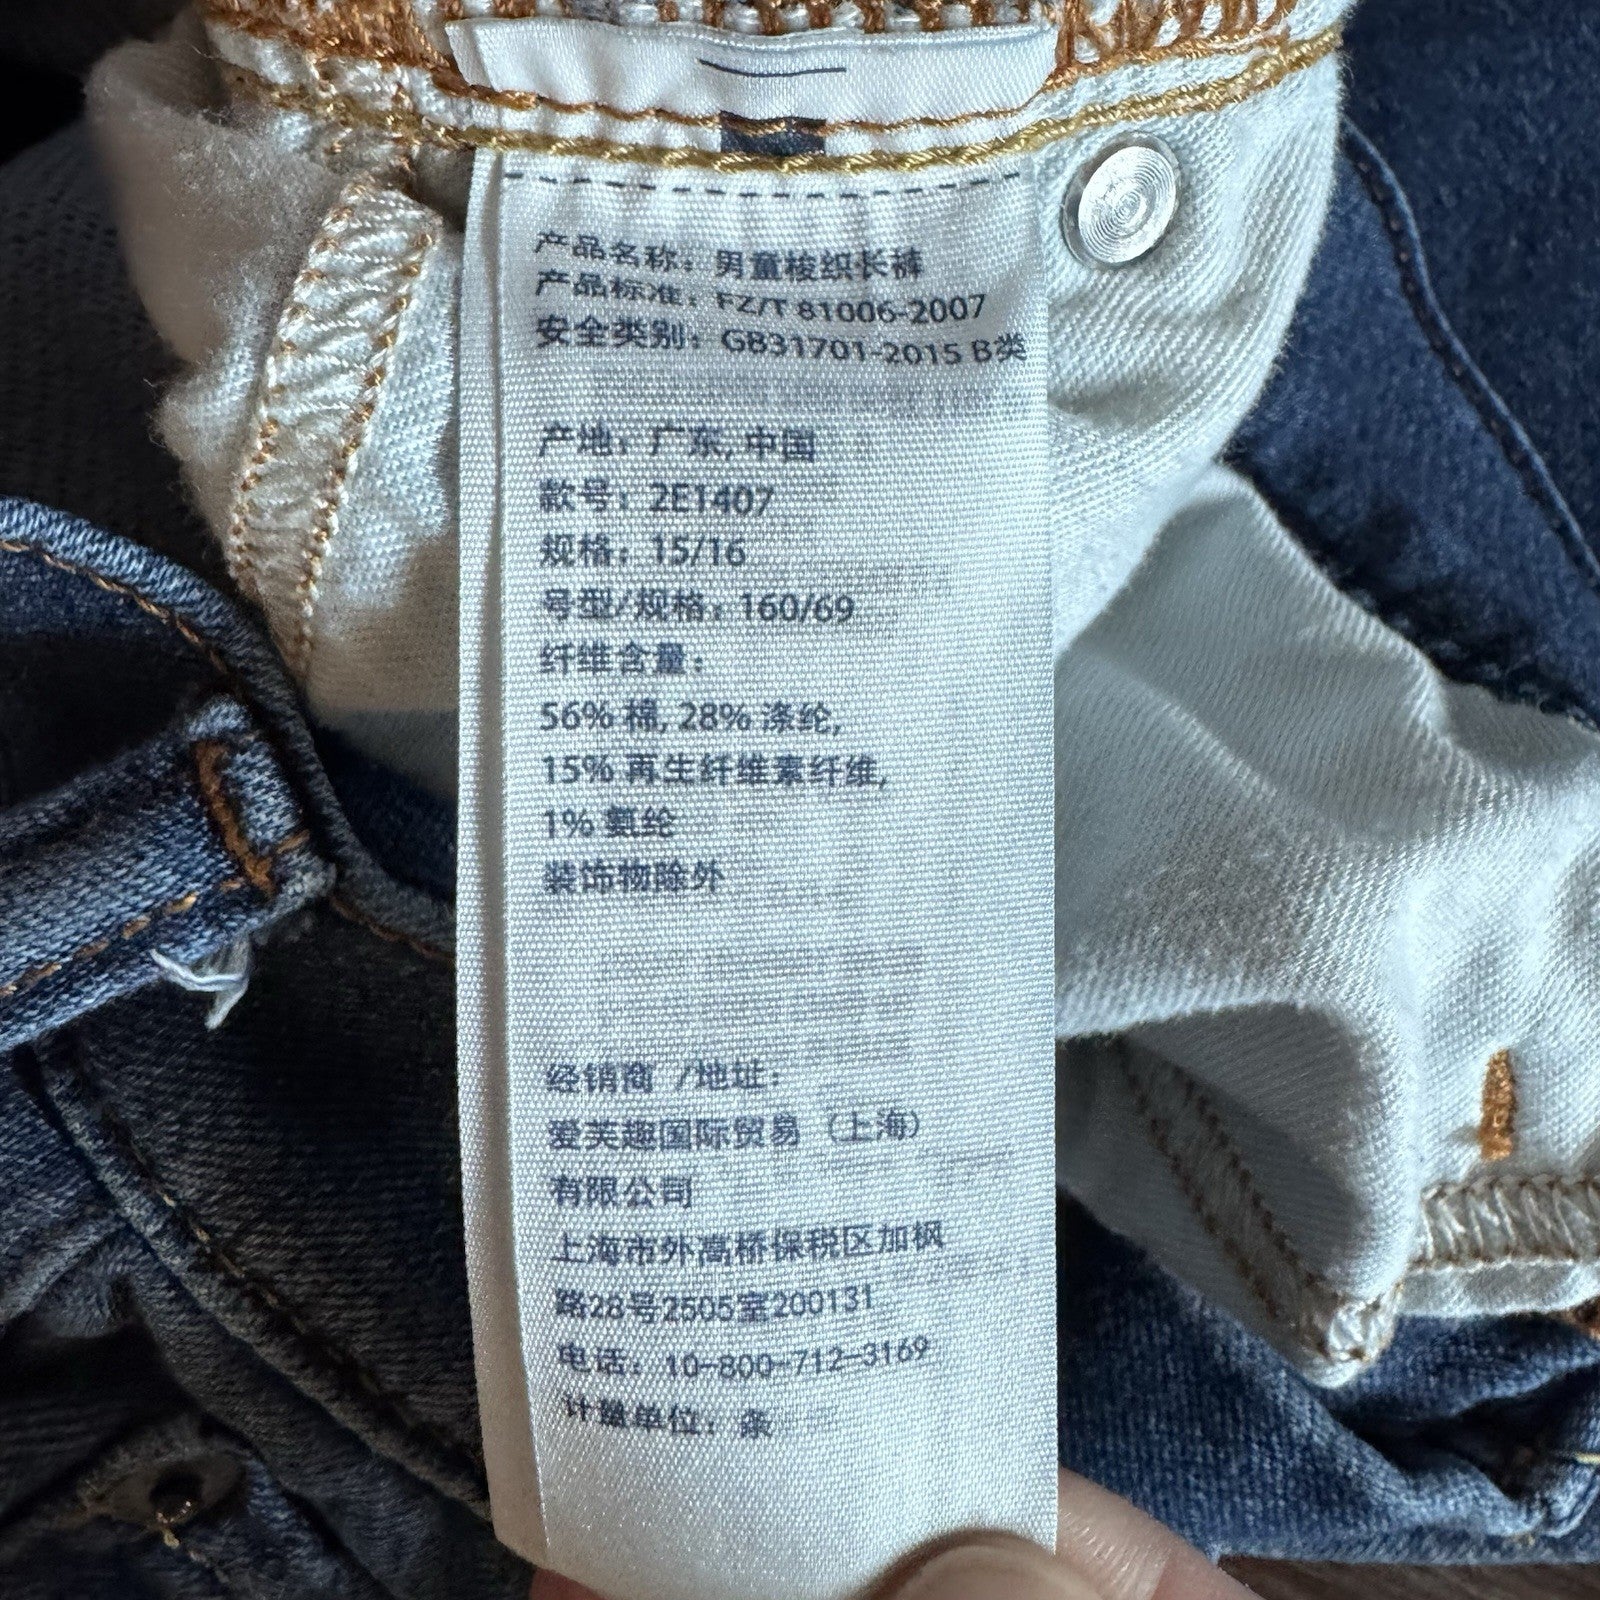 产品名称：男童梭织长裤
产品标准：FZ/T 81006-2007
安全类别：GB31701-2015 B类
产地：广东, 中国
款号：2E1407
规格：15/16
号型/规格：160/69
纤维含量：
56% 棉, 28% 涤纶,
15% 再生纤维素纤维,
1% 氨纶
装饰物除外
经销商 /地址：
爱芙趣国际贸易（上海）
有限公司
上海市外高桥保税区加枫
路28号2505室200131
电话：10-800-712-3169
计量单位：条